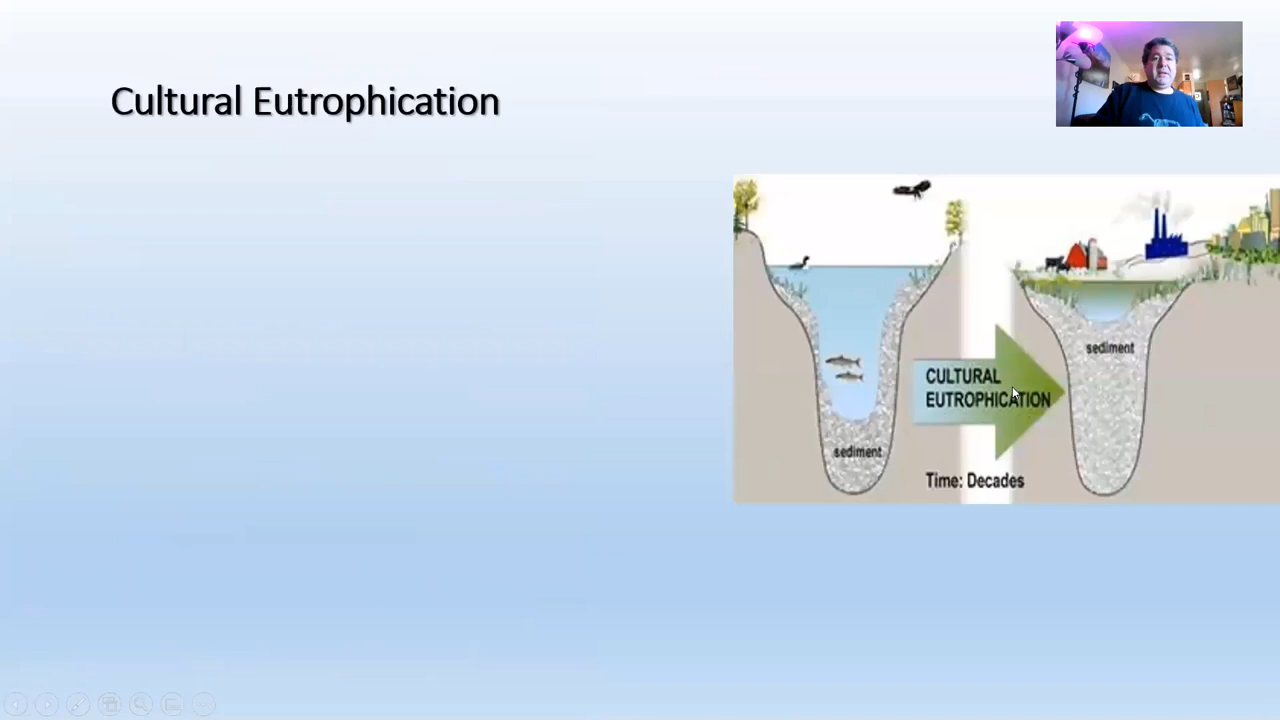 Cultural Eutrophication
CULTURAL
EUTROPHICATION
sediment
sediment
Time: Decades